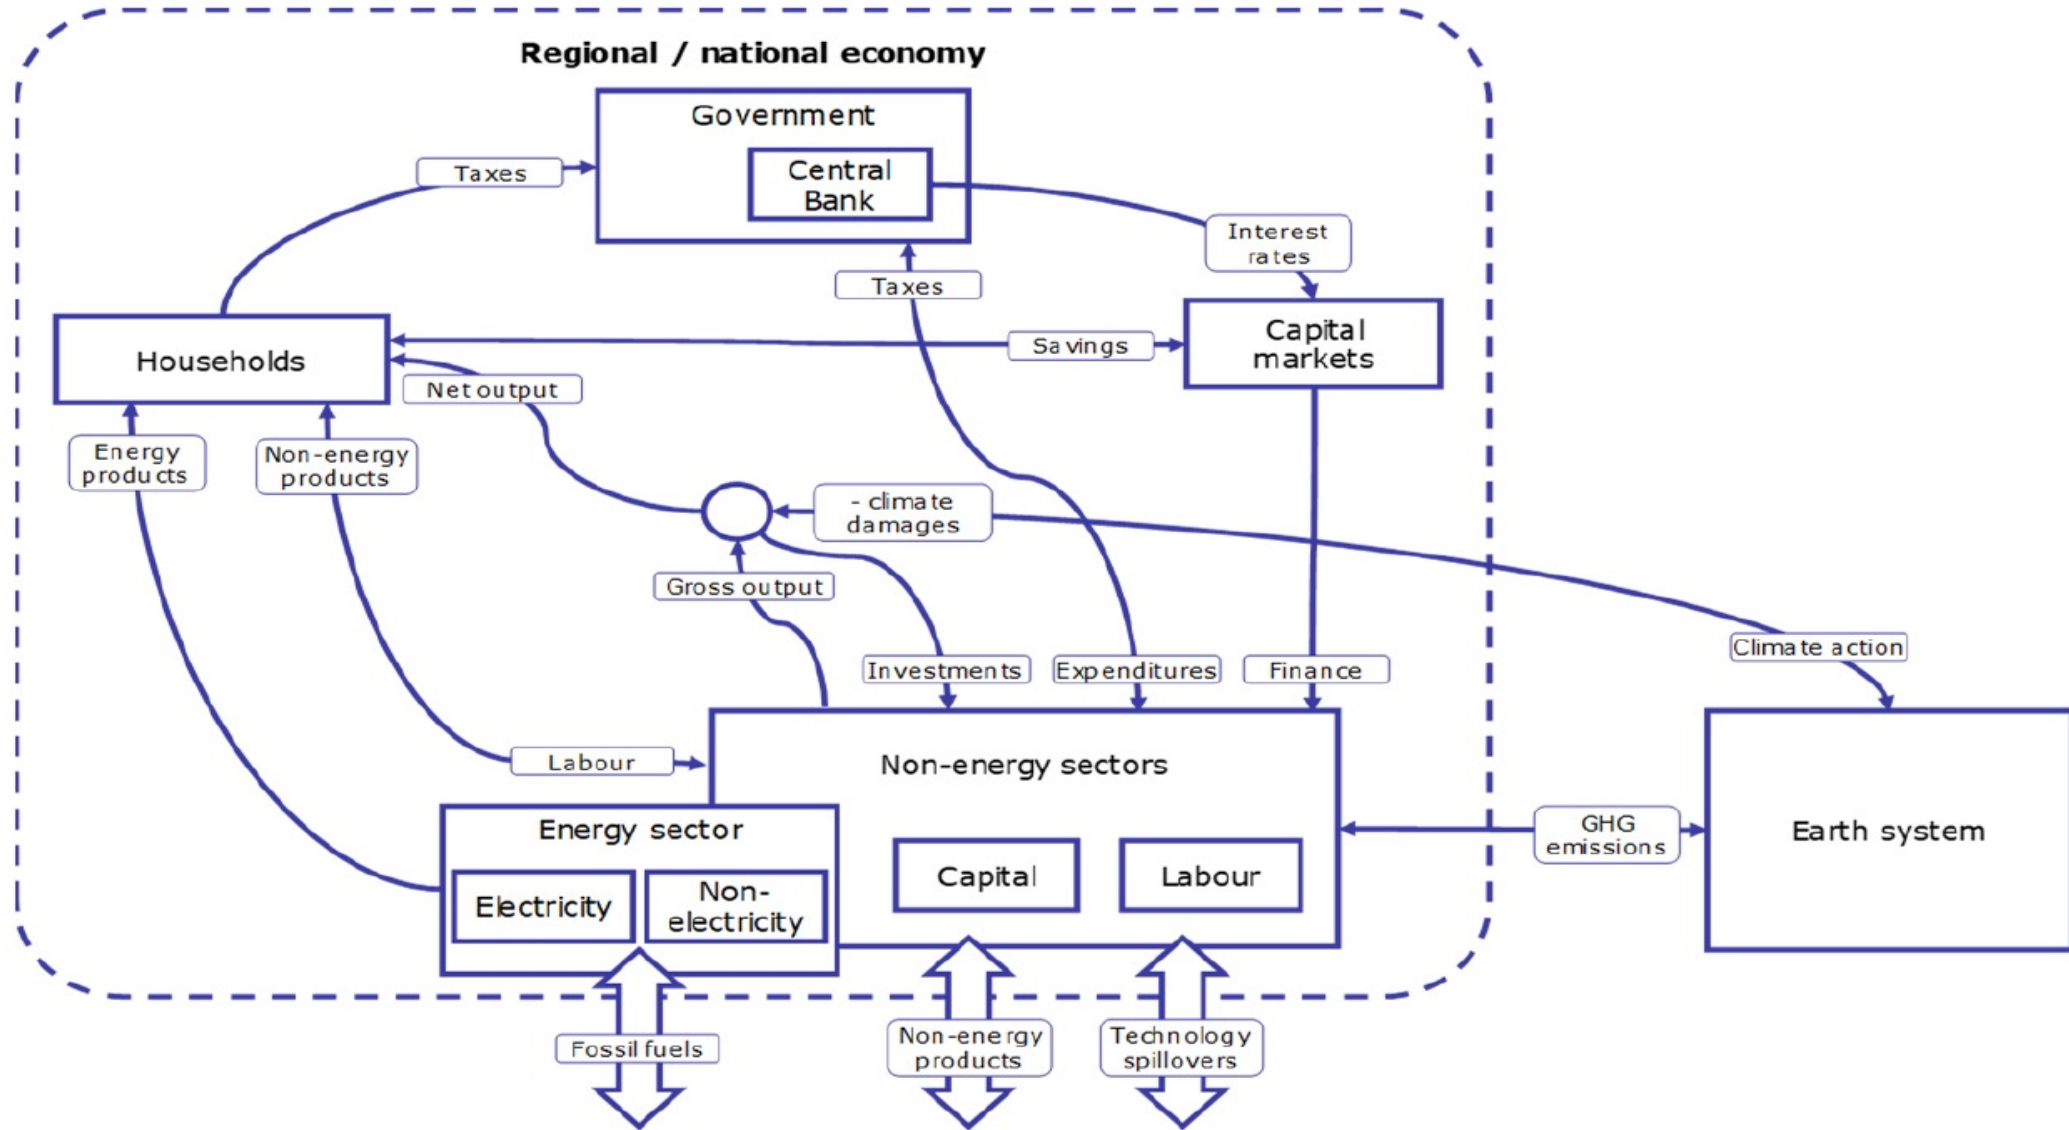 Regional / national economy
Government
Taxes
Central
Bank
Interest
rates
Taxes
Households
Savings
Capital
markets
Net output
Energy
products
Non-energy
products
- climate
damages
Gross output
Investments
Expenditures
Finance
Climate action
Labour
Non-energy sectors
Energy sector
GHG
emissions
Earth system
Electricity
Non-
electricity
Capital
Labour
Fossil fuels
Non-energy
products
Technology
spillovers